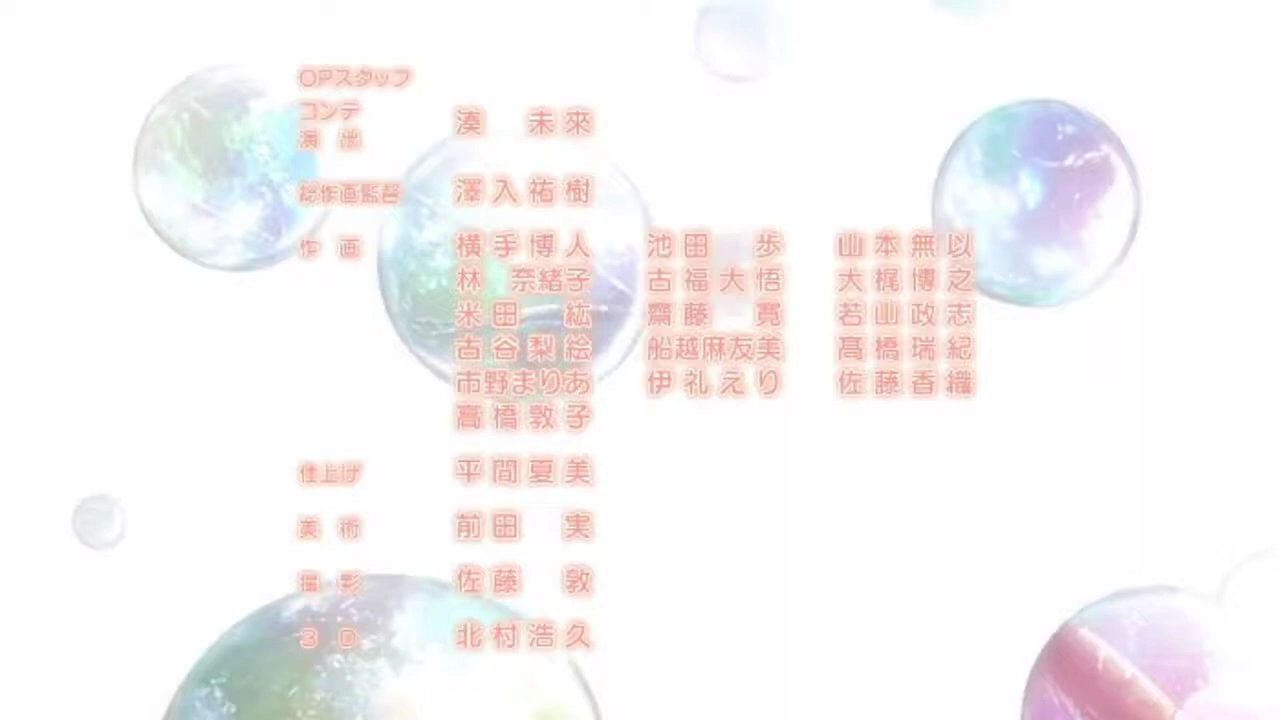 OPスタッフ
コンテ
演 出 湊 未來
総作画監督 澤入祐樹
作 画 横手博人 池田 歩 山本無以
林 奈緒子 古福大悟 大梶博之
米田 紘 齋藤 寛 若山政志
古谷梨絵 船越麻友美 髙橋瑞紀
市野まりあ 伊礼えり 佐藤香織
高橋敦子
仕上げ 平間夏美
美 術 前田 実
撮 影 佐藤 敦
3 D 北村浩久